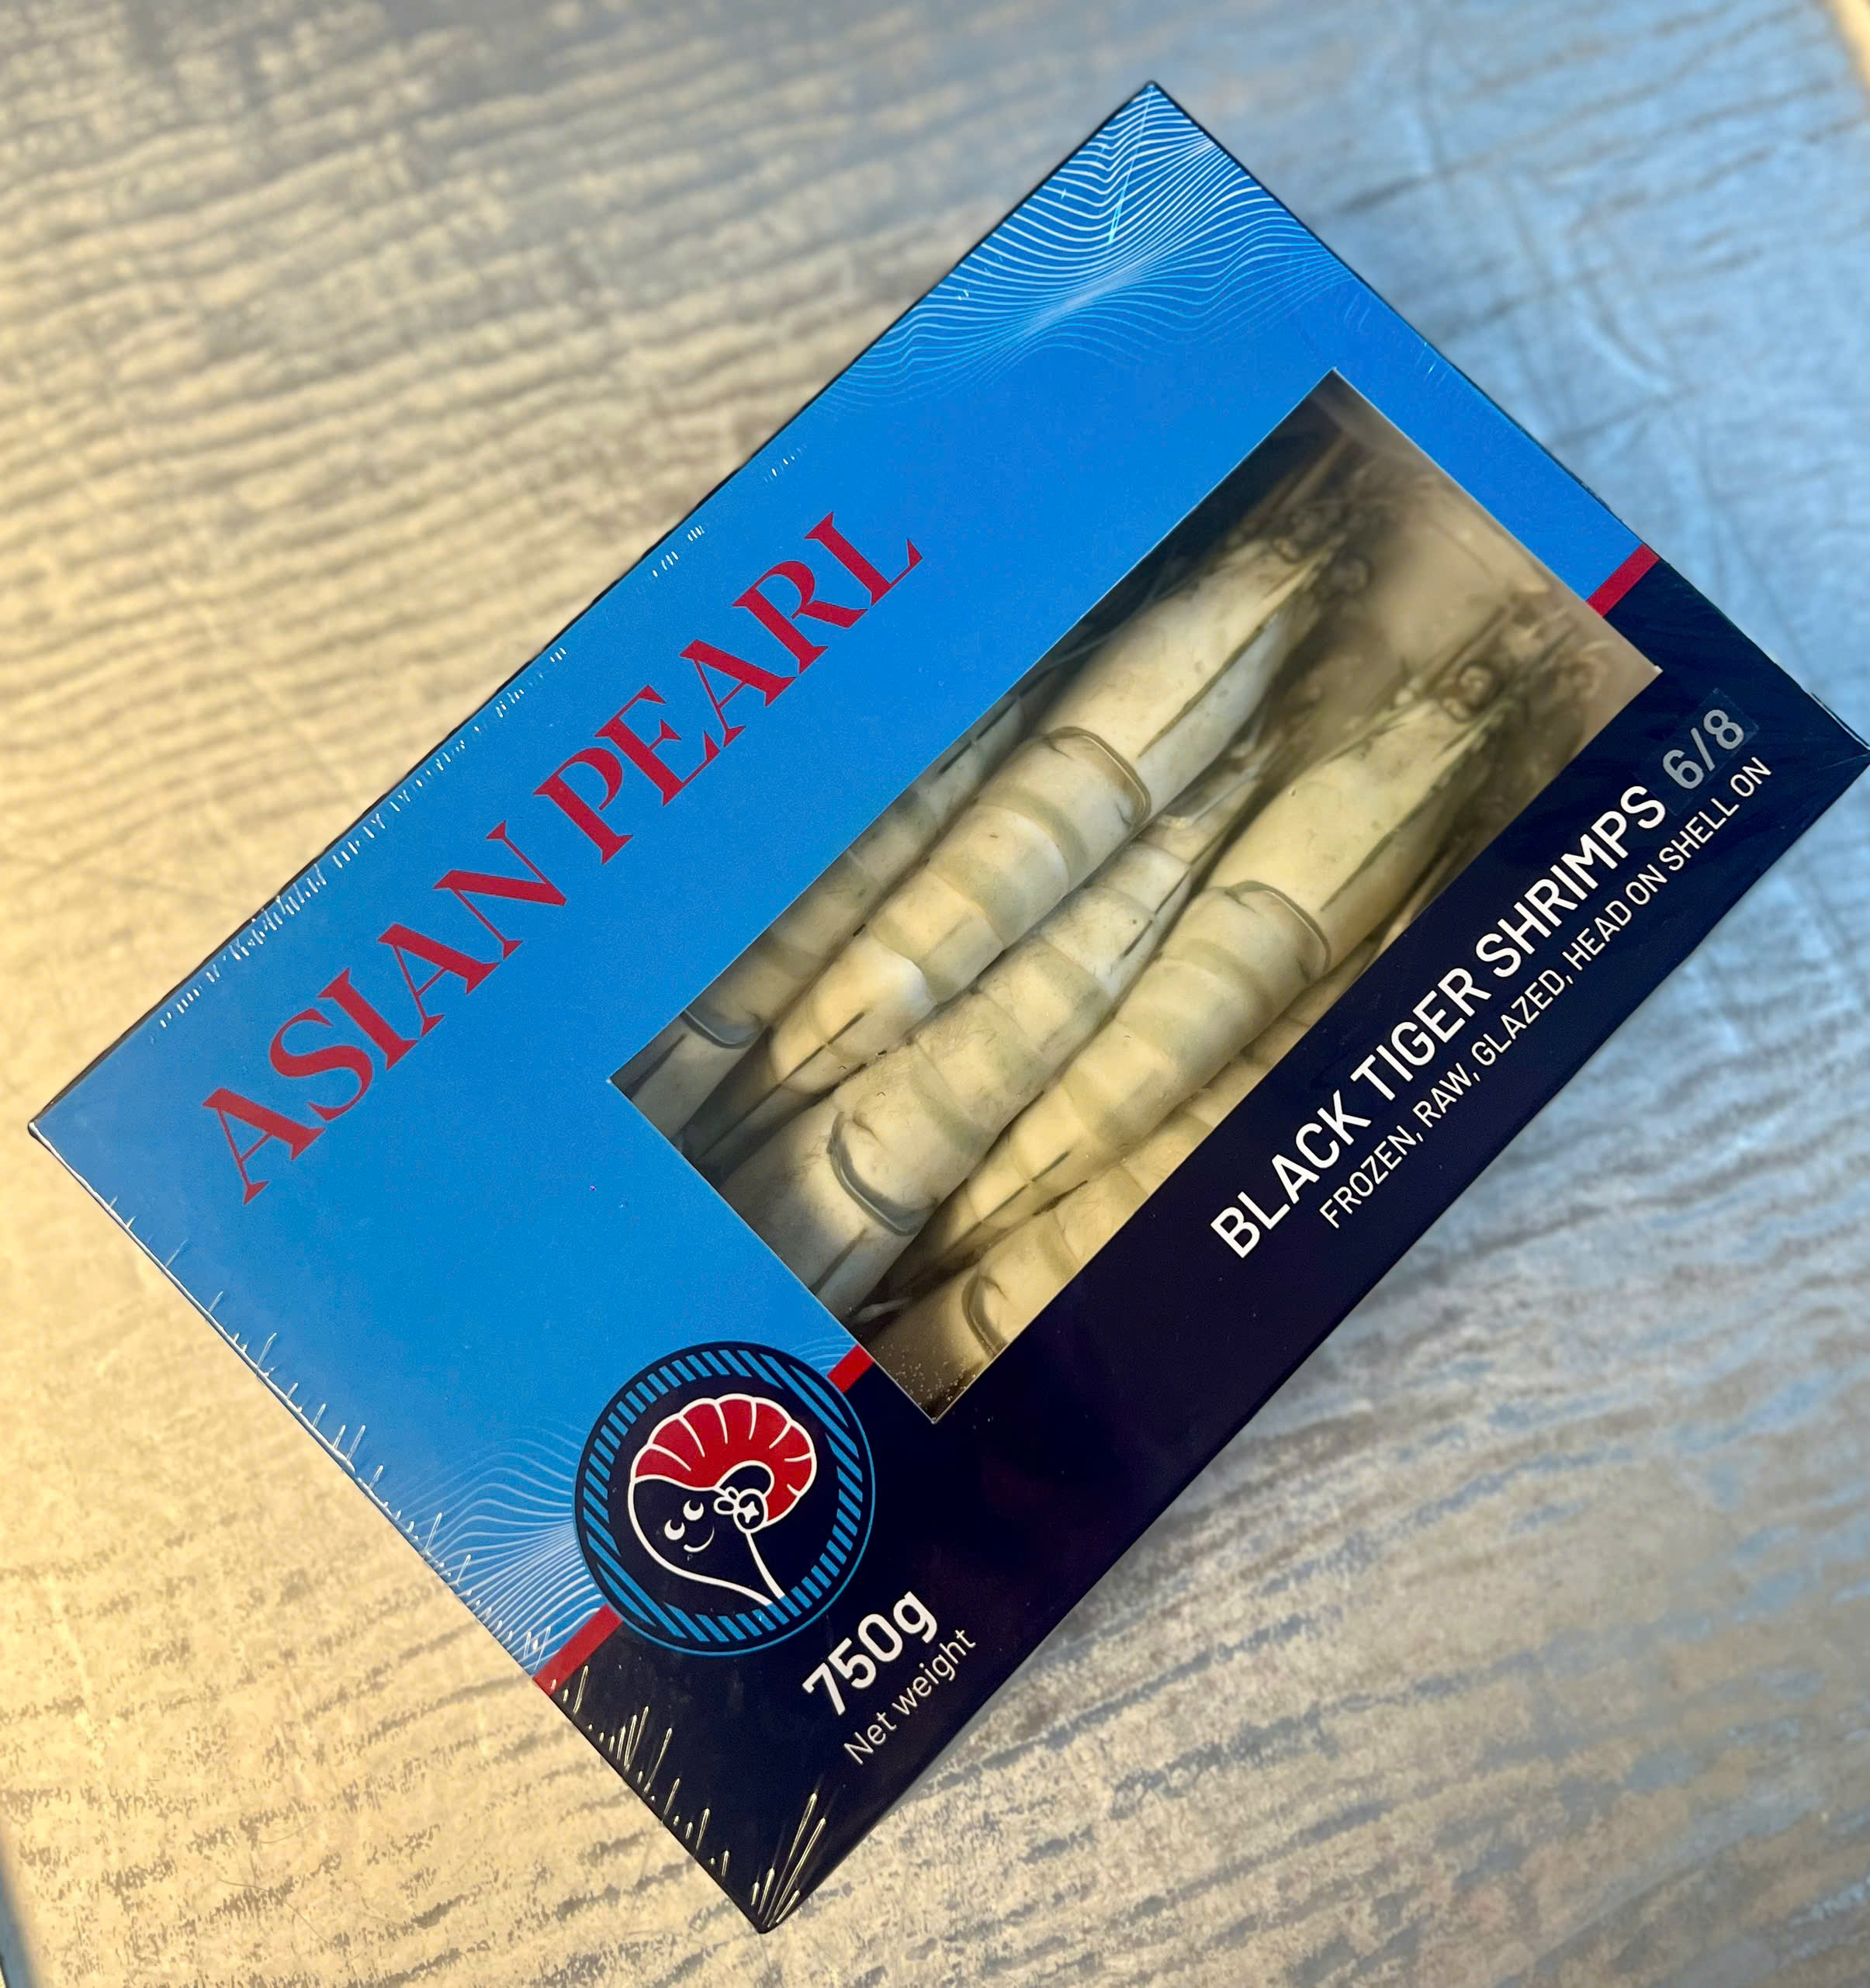 ASIAN PEARL
BLACK TIGER SHRIMPS 6/8
FROZEN, RAW, GLAZED, HEAD ON SHELL ON
750g
Net weight